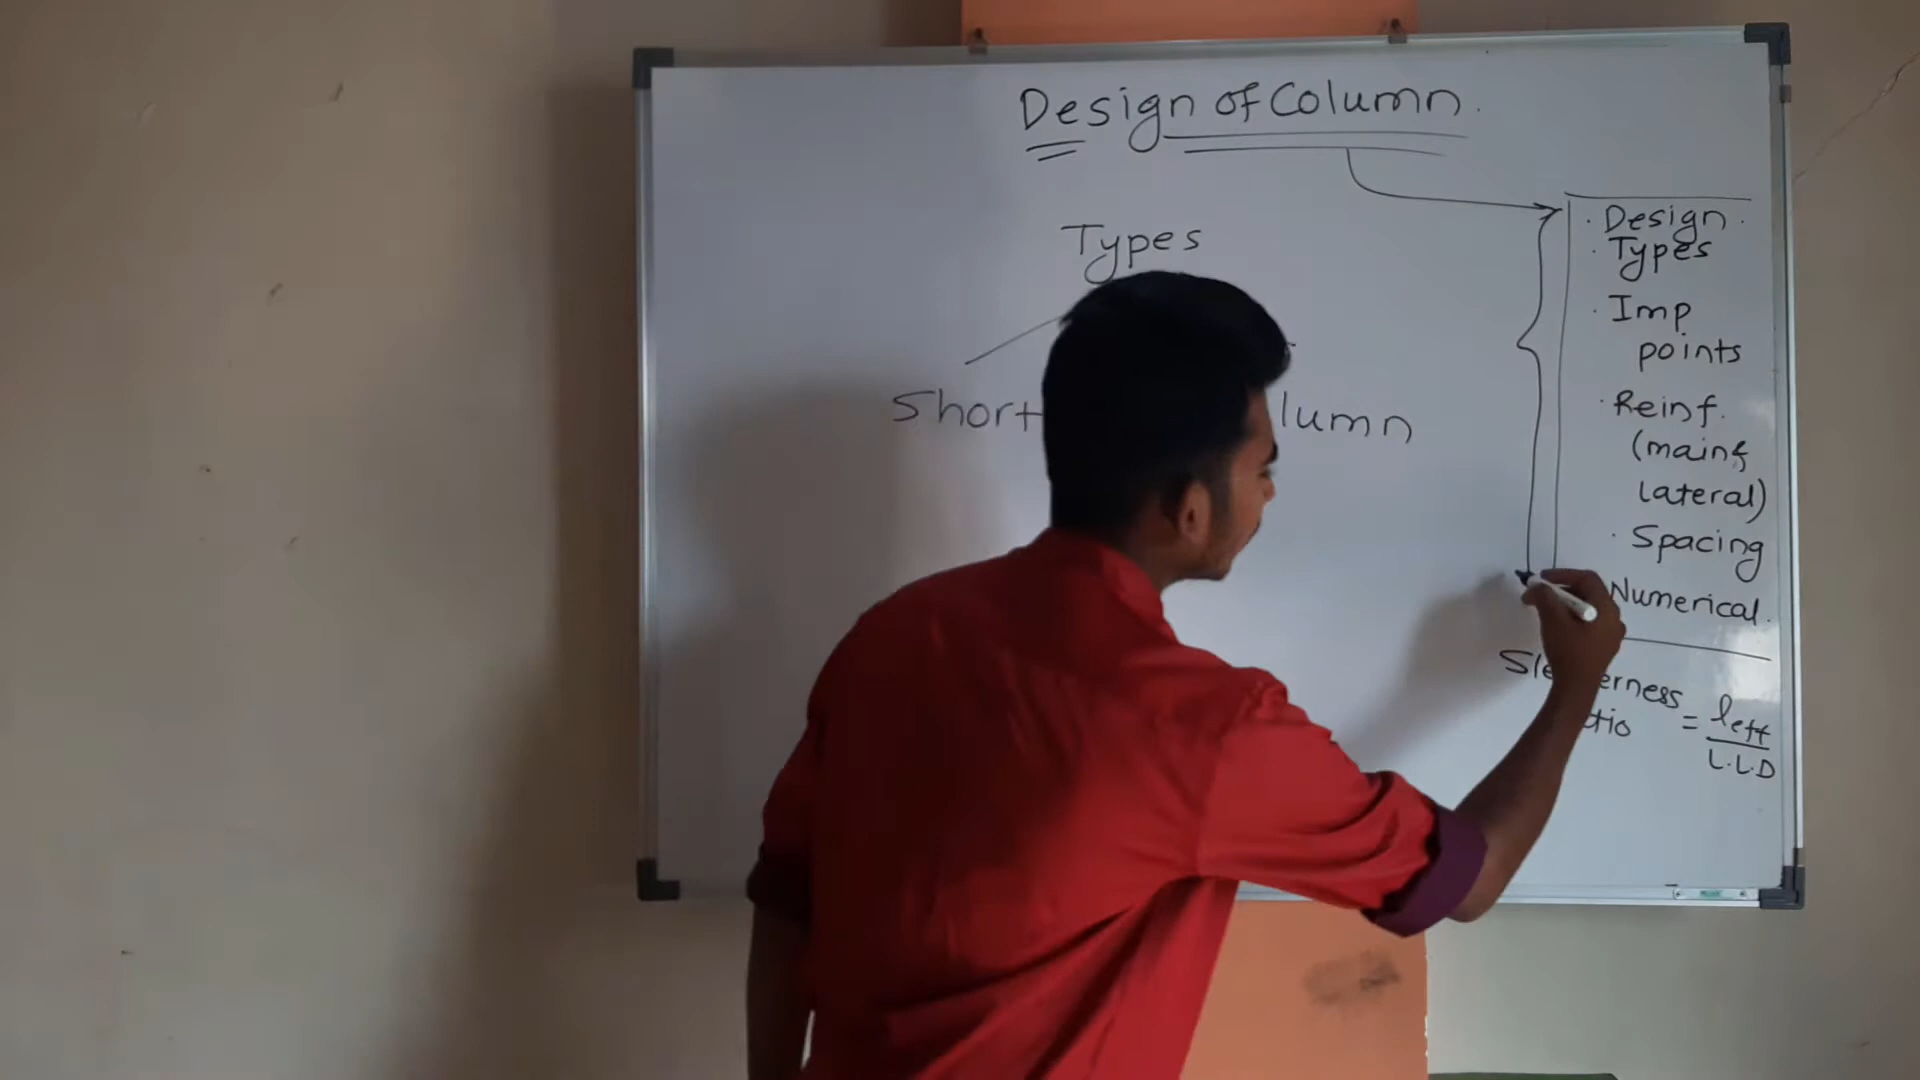 Design of Column.
Types
Short
lumn
· Design ·
· Types
· Imp
points
· Reinf.
(main &
lateral)
· Spacing
Numerical.
Sle erness
tio = leff
L.L.D